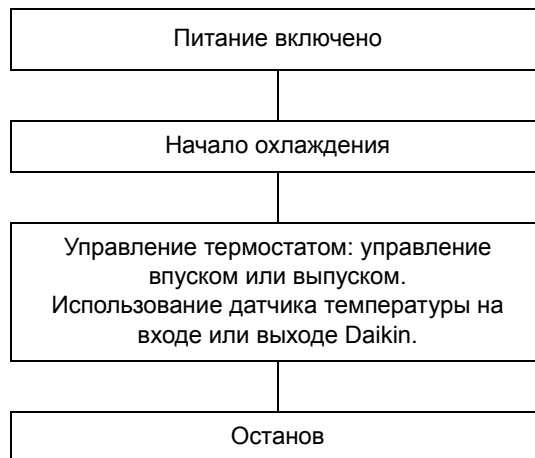 Питание включено
Начало охлаждения
Управление термостатом: управление
впуском или выпуском.
Использование датчика температуры на
входе или выходе Daikin.
Останов